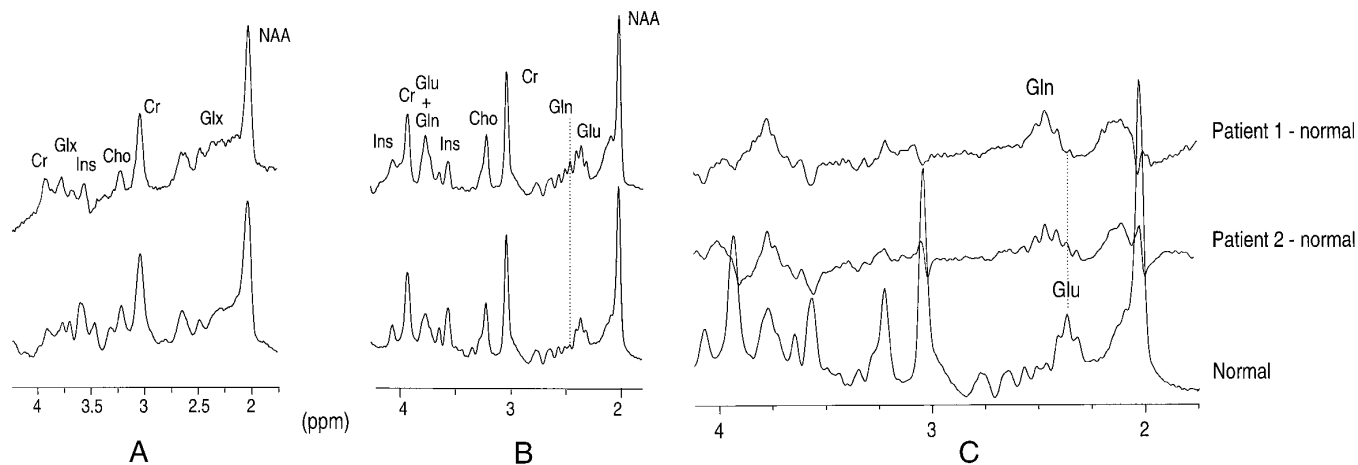 NAA
Cr
Glx
Cr
Glx
Ins
Cho
4
3.5
3
2.5
2
A
(ppm)
NAA
Cr
Glu
+
Gln
Cr
Gln
Ins
Ins
Cho
Glu
4
3
2
B
Gln
Patient 1 - normal
Patient 2 - normal
Glu
Normal
4
3
2
C